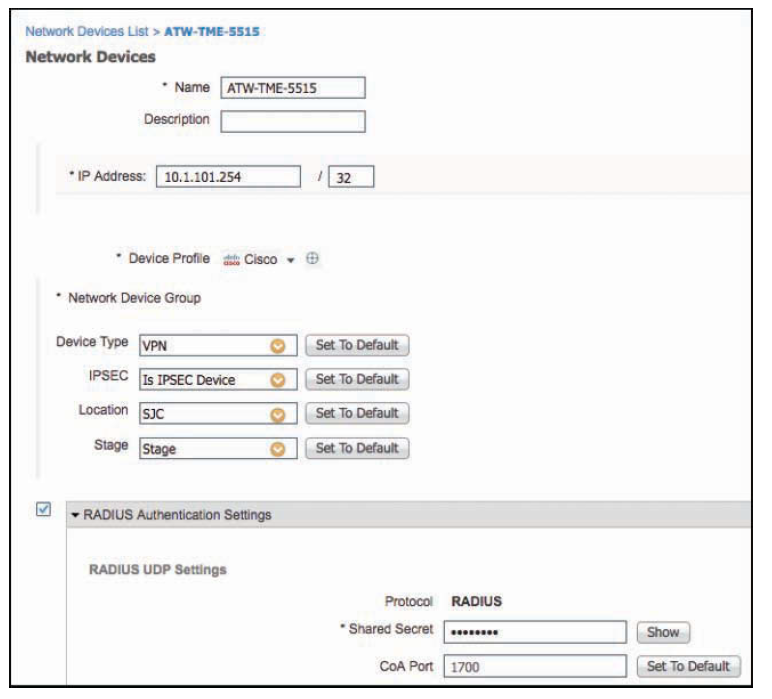 Network Devices List > ATW-TME-5515
Network Devices
* Name ATW-TME-5515
Description
* IP Address: 10.1.101.254 / 32
* Device Profile Cisco
* Network Device Group
Device Type VPN Set To Default
IPSEC Is IPSEC Device Set To Default
Location SJC Set To Default
Stage Stage Set To Default
RADIUS Authentication Settings
RADIUS UDP Settings
Protocol RADIUS
* Shared Secret •••••••• Show
CoA Port 1700 Set To Default